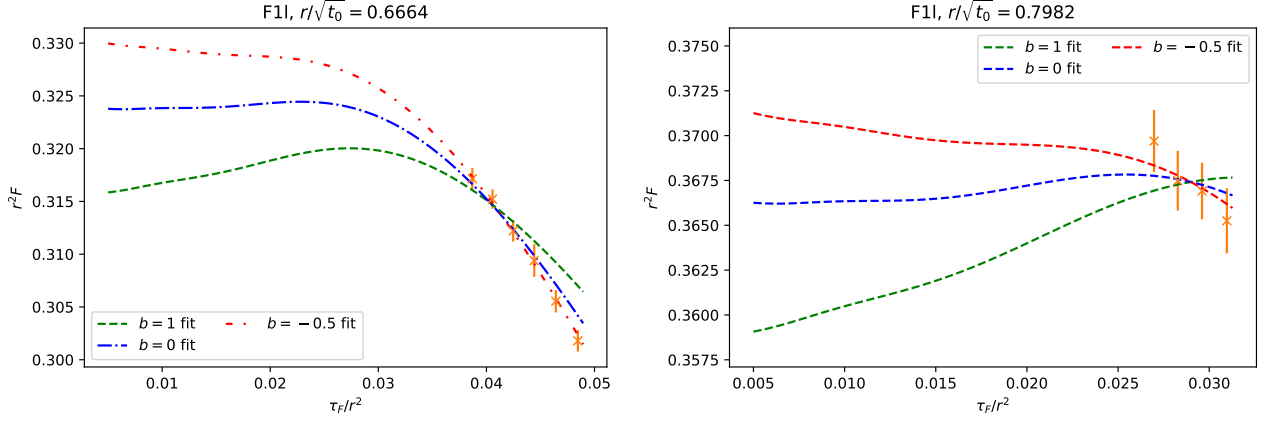 F1l, r/√t₀ = 0.6664
r²F
0.330
0.325
0.320
0.315
0.310
0.305
0.300
b = 1 fit
b = 0 fit
b = −0.5 fit
0.01 0.02 0.03 0.04 0.05
τ_F/r²
F1l, r/√t₀ = 0.7982
r²F
0.3750
0.3725
0.3700
0.3675
0.3650
0.3625
0.3600
0.3575
b = 1 fit
b = 0 fit
b = −0.5 fit
0.005 0.010 0.015 0.020 0.025 0.030
τ_F/r²